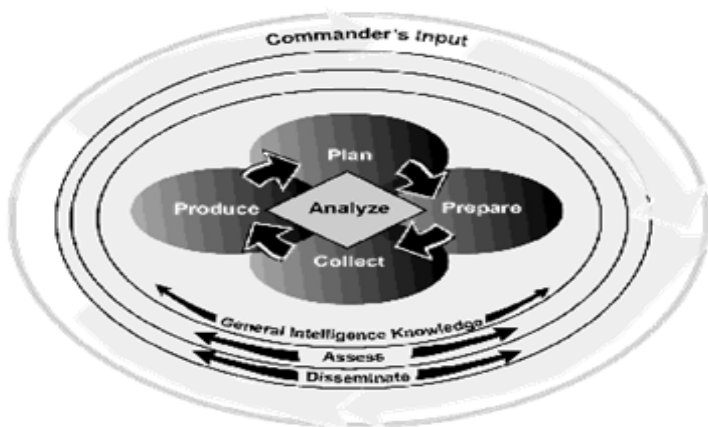 Commander's Input
Plan
Produce
Analyze
Prepare
Collect
General Intelligence Knowledge
Assess
Disseminate